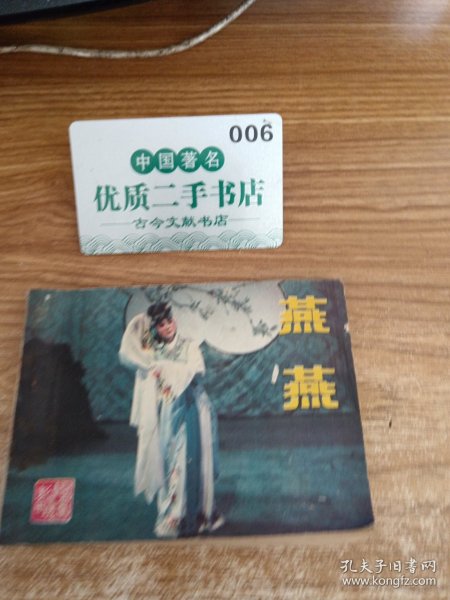 006
中国著名
优质二手书店
古今文献书店
燕
燕
孔夫子旧书网
www.kongfz.com